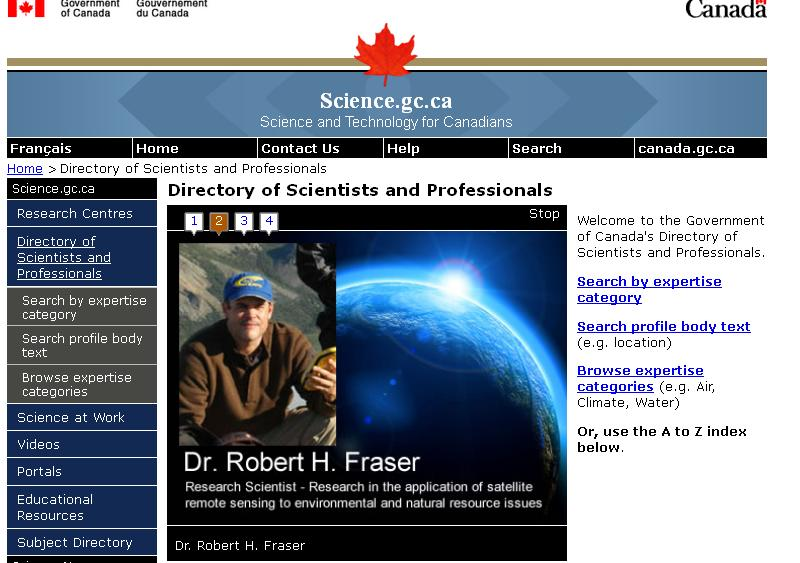 Government Gouvernement
of Canada du Canada
Canada
Science.gc.ca
Science and Technology for Canadians
Français Home Contact Us Help Search canada.gc.ca
Home > Directory of Scientists and Professionals
Science.gc.ca
Research Centres
Directory of
Scientists and
Professionals
Search by expertise
category
Search profile body
text
Browse expertise
categories
Science at Work
Videos
Portals
Educational
Resources
Subject Directory
Directory of Scientists and Professionals
1 2 3 4 Stop
Dr. Robert H. Fraser
Research Scientist - Research in the application of satellite
remote sensing to environmental and natural resource issues
Dr. Robert H. Fraser
Welcome to the Government
of Canada's Directory of
Scientists and Professionals.
Search by expertise
category
Search profile body text
(e.g. location)
Browse expertise
categories (e.g. Air,
Climate, Water)
Or, use the A to Z index
below.